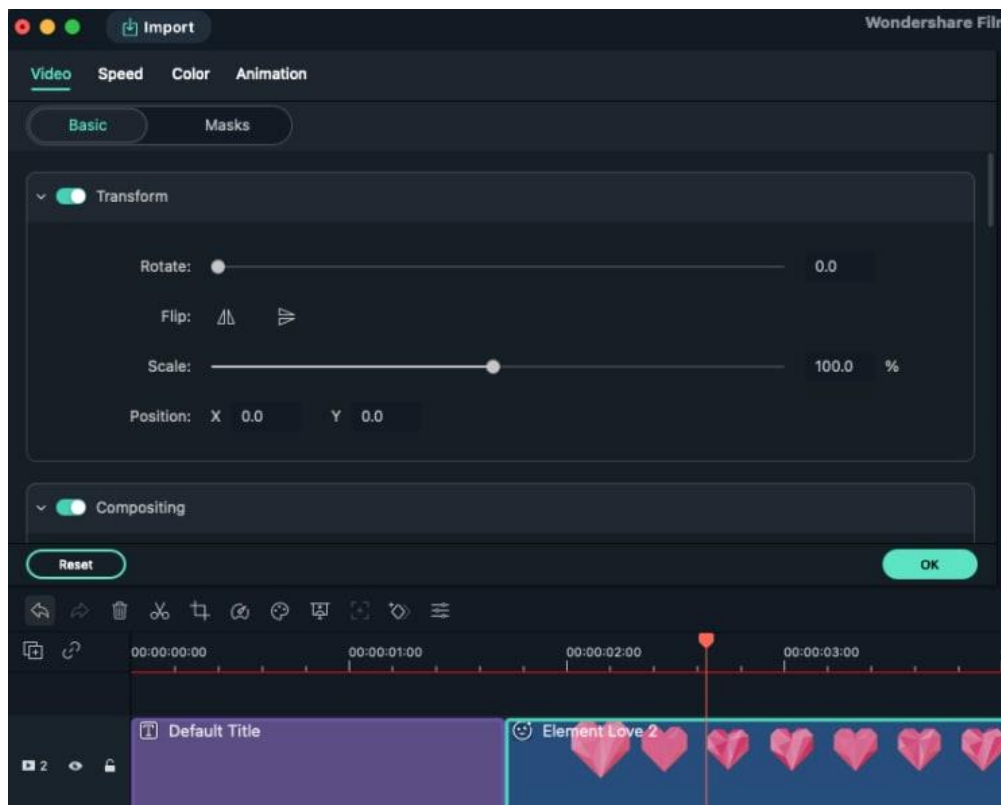 Import
Wondershare Film
Video Speed Color Animation
Basic Masks
Transform
Rotate: 0.0
Flip:
Scale: 100.0 %
Position: X 0.0 Y 0.0
Compositing
Reset OK
00:00:00:00 00:00:01:00 00:00:02:00 00:00:03:00
Default Title Element Love 2
2